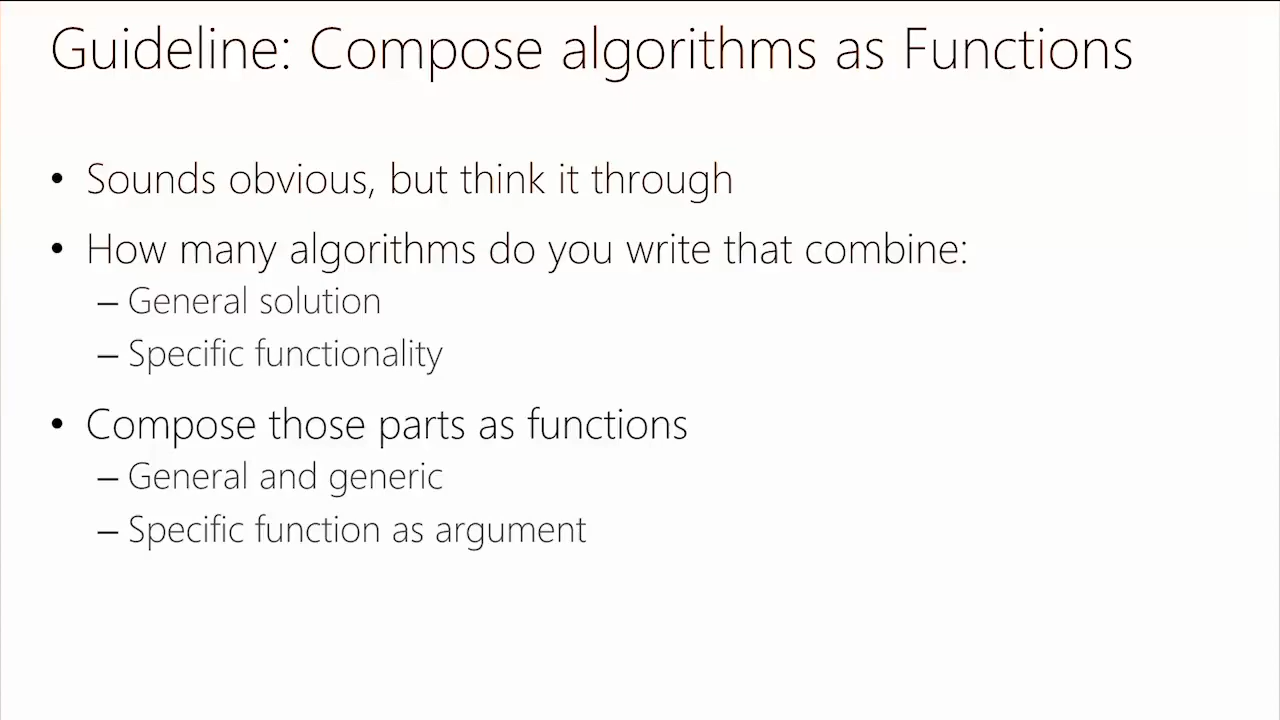 Guideline: Compose algorithms as Functions
• Sounds obvious, but think it through
• How many algorithms do you write that combine:
– General solution
– Specific functionality
• Compose those parts as functions
– General and generic
– Specific function as argument